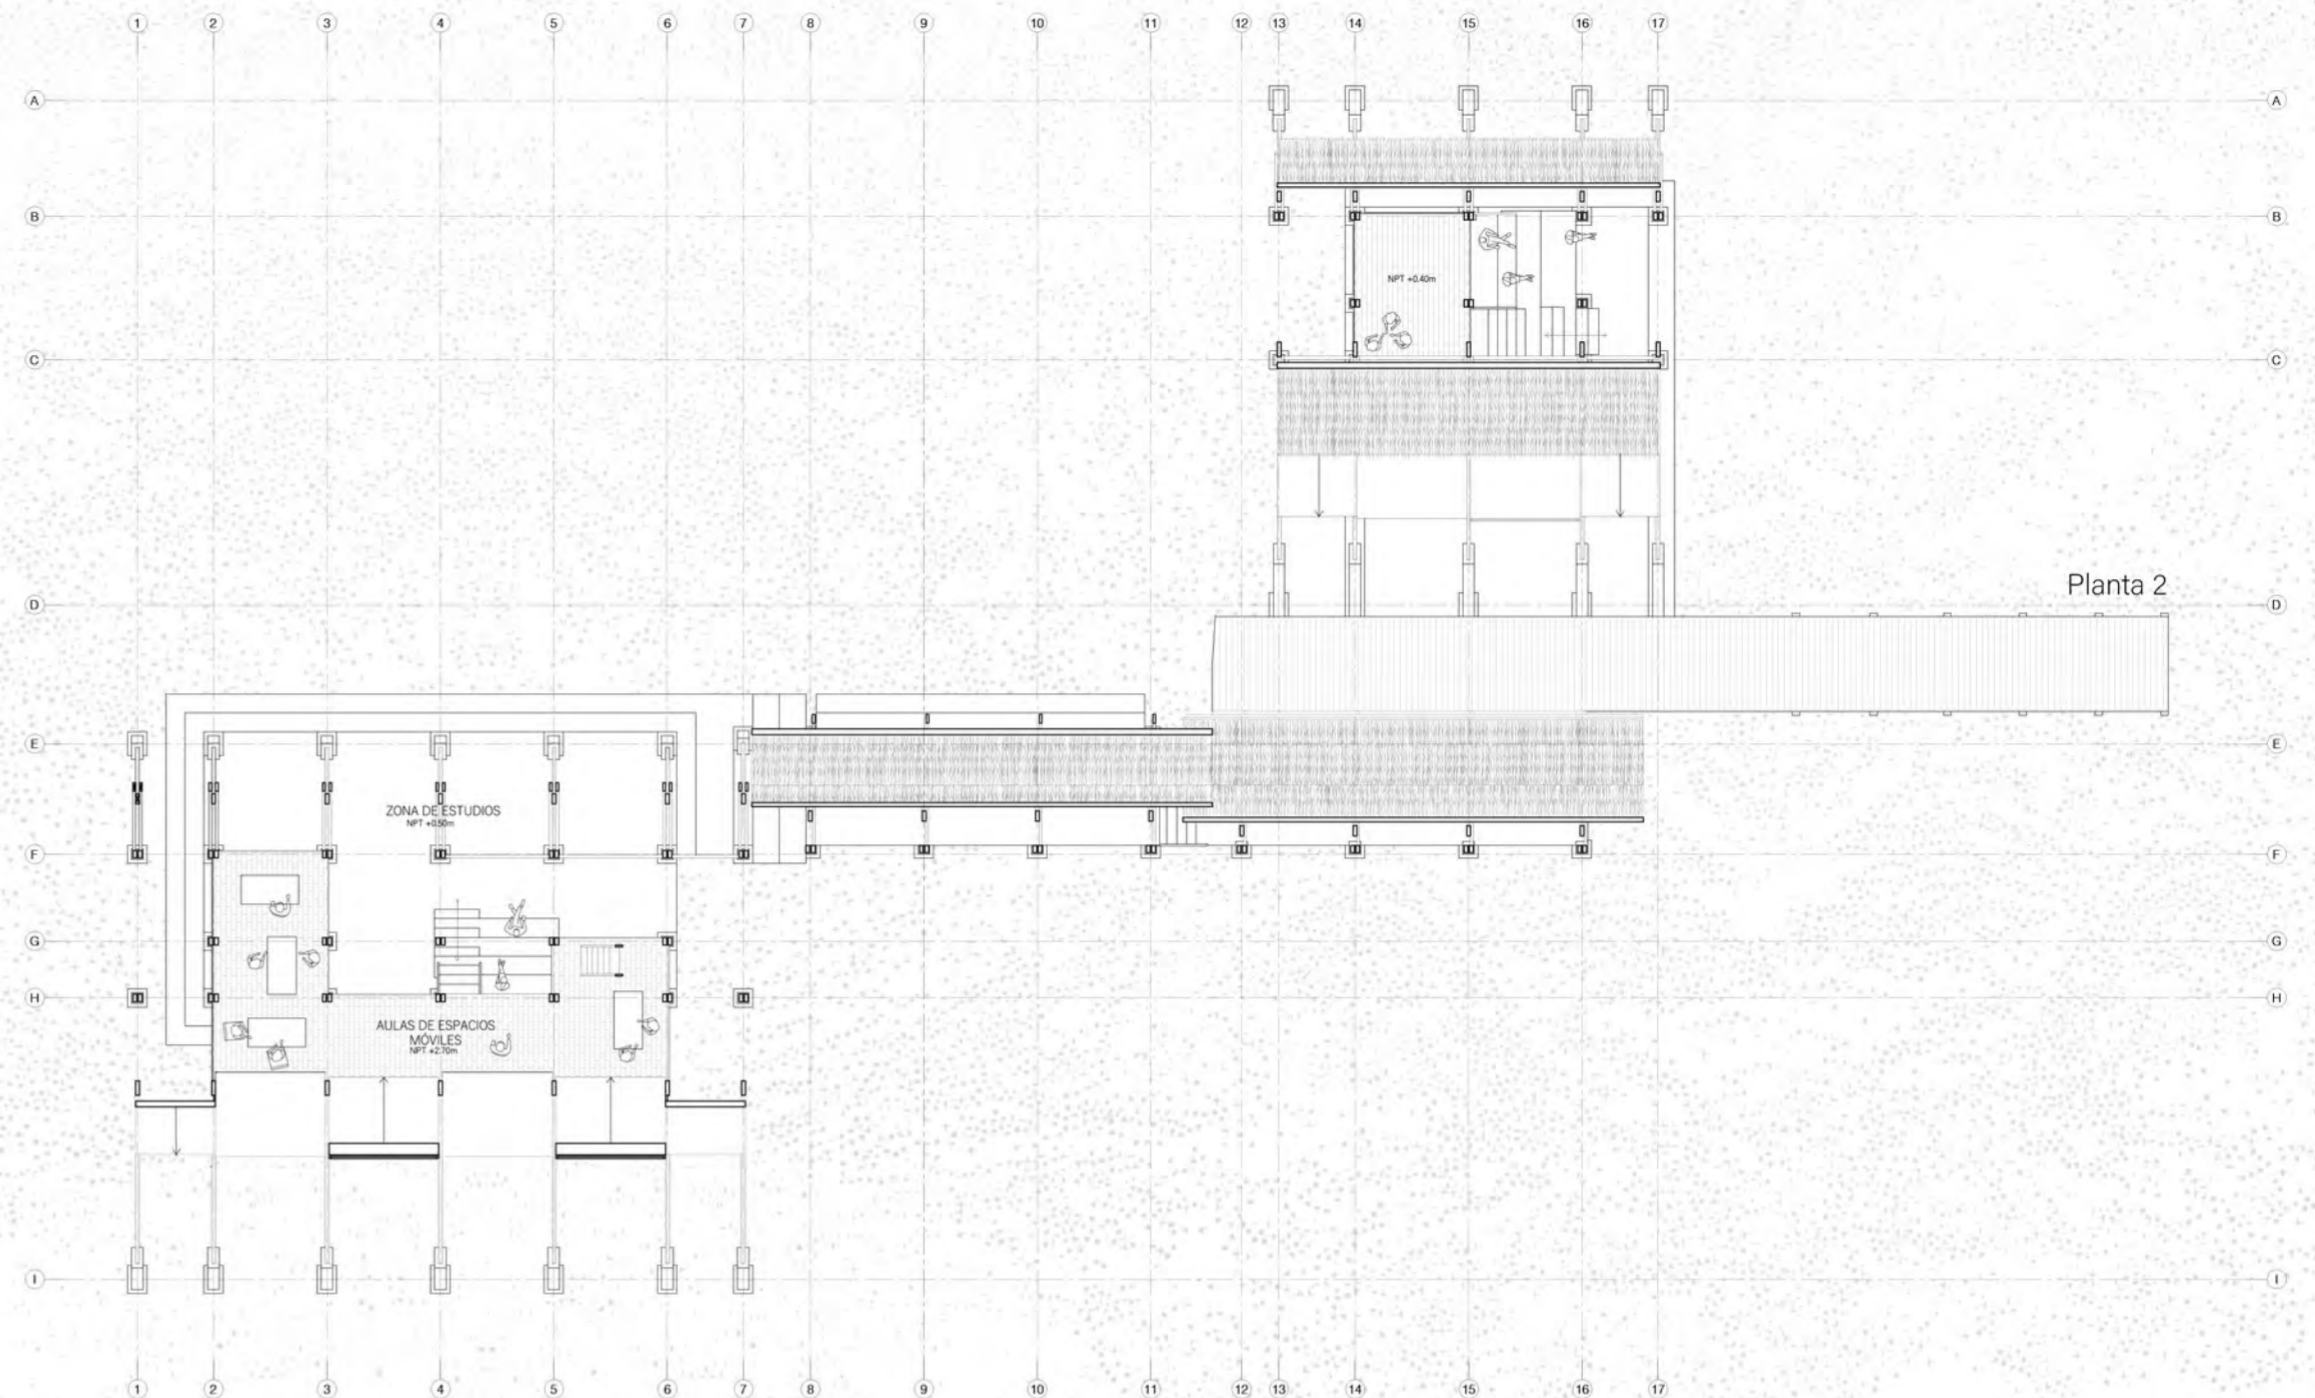 1 2 3 4 5 6 7 8 9 10 11 12 13 14 15 16 17
A A
B B
NPT +0.40m
C C
Planta 2
D D
E E
ZONA DE ESTUDIOS
NPT +0.50m
F F
G G
H H
AULAS DE ESPACIOS
MÓVILES
NPT +2.70m
I I
1 2 3 4 5 6 7 8 9 10 11 12 13 14 15 16 17